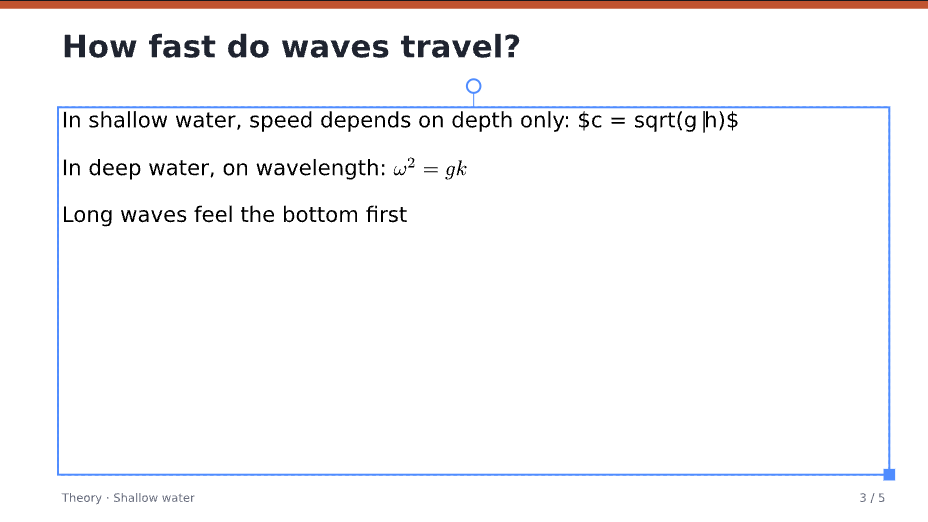 How fast do waves travel?
In shallow water, speed depends on depth only: $c = sqrt(g h)$
In deep water, on wavelength: ω² = gk
Long waves feel the bottom first
Theory · Shallow water
3 / 5